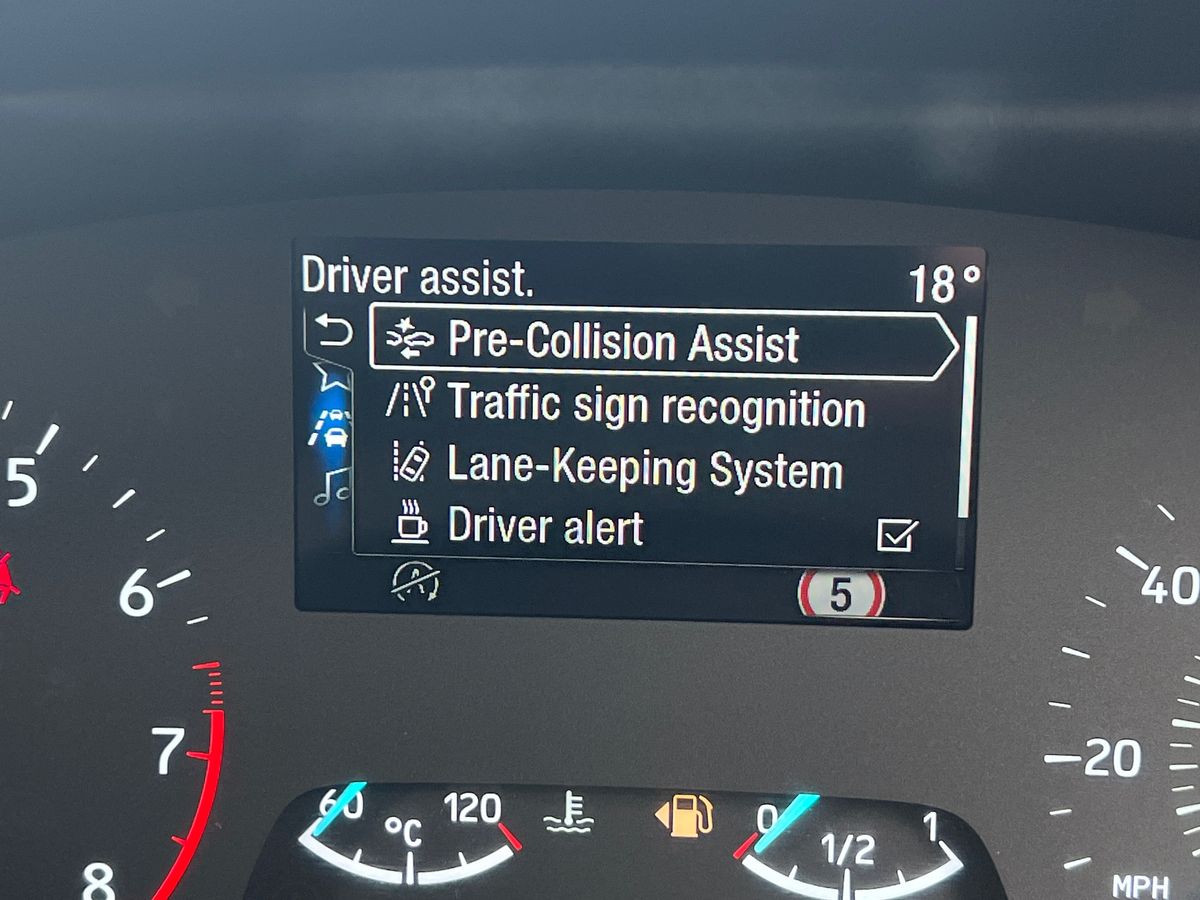 Driver assist.
18°
Pre-Collision Assist
Traffic sign recognition
Lane-Keeping System
Driver alert
5
5
6
7
8
40
20
MPH
60
120
°C
0
1/2
1